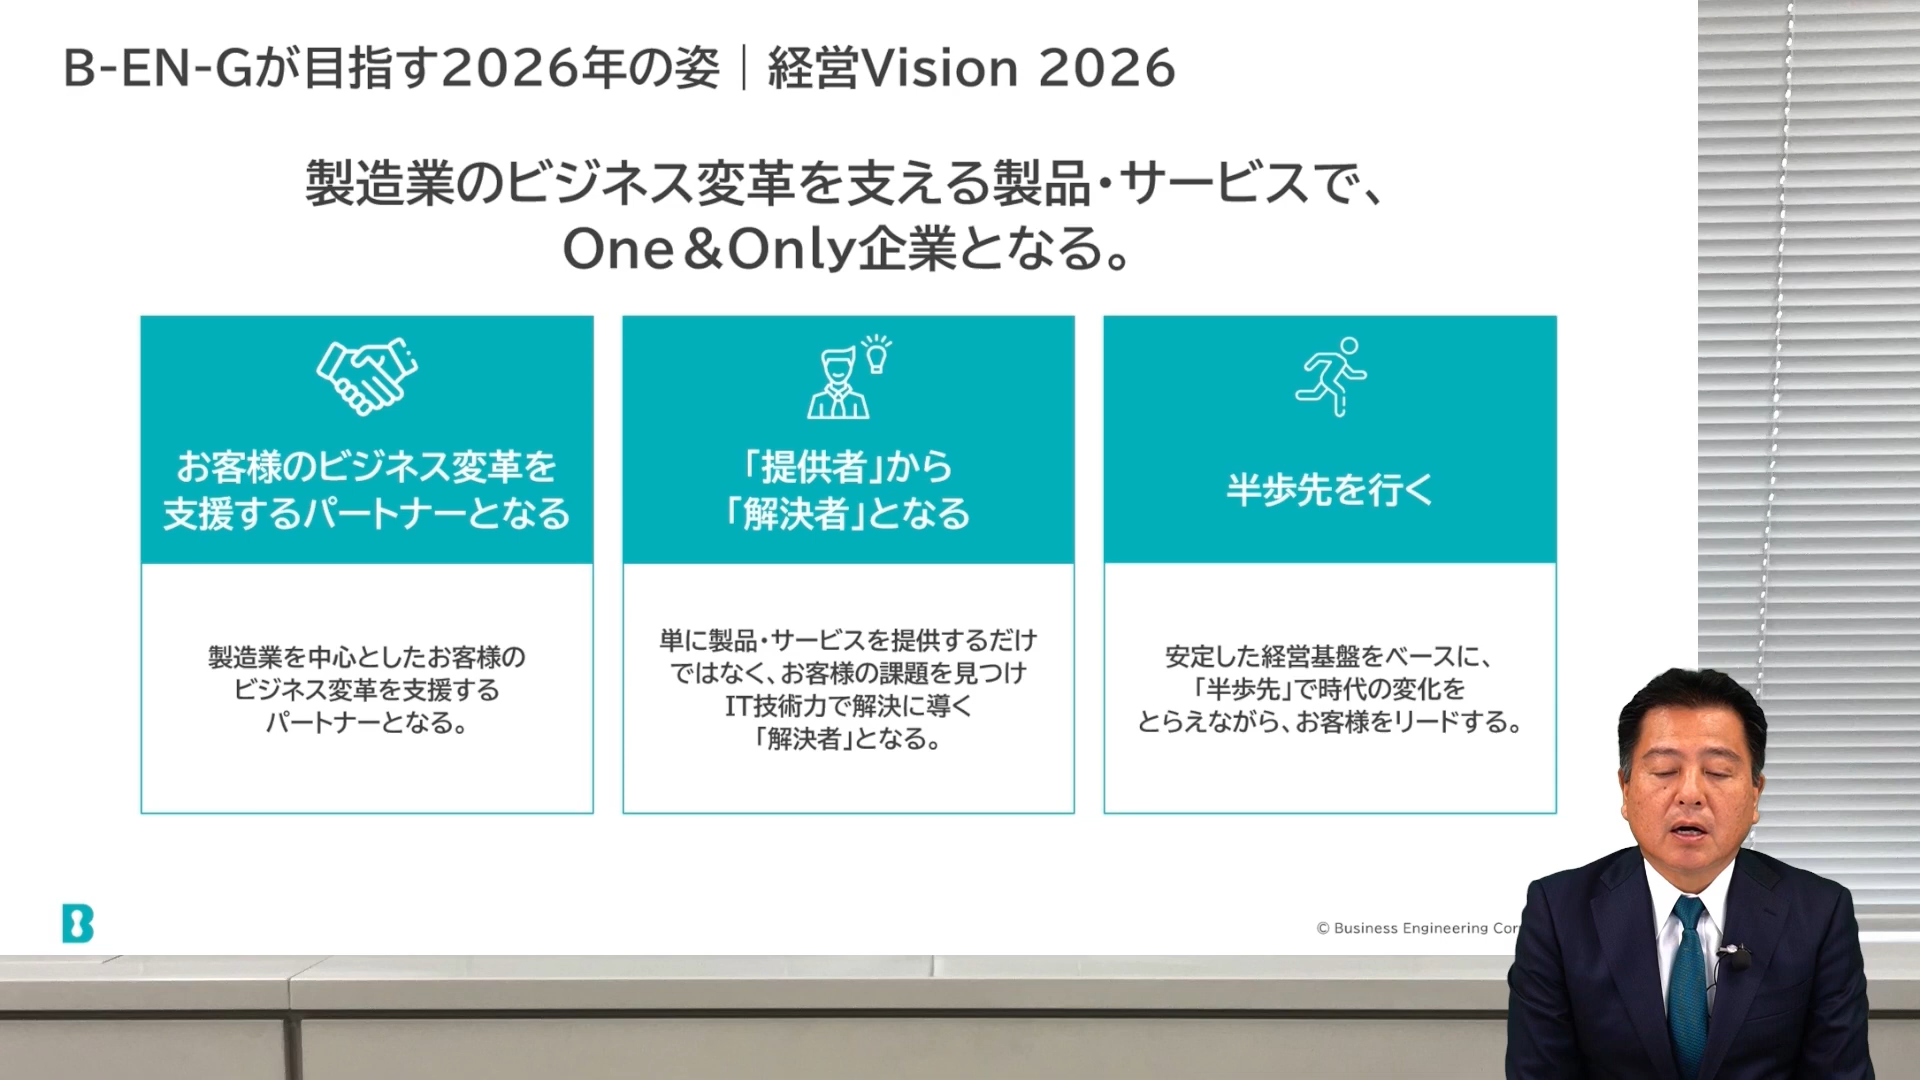 B-EN-Gが目指す2026年の姿｜経営Vision 2026
製造業のビジネス変革を支える製品・サービスで、
One＆Only企業となる。
お客様のビジネス変革を
支援するパートナーとなる
製造業を中心としたお客様の
ビジネス変革を支援する
パートナーとなる。
「提供者」から
「解決者」となる
単に製品・サービスを提供するだけ
ではなく、お客様の課題を見つけ
IT技術力で解決に導く
「解決者」となる。
半歩先を行く
安定した経営基盤をベースに、
「半歩先」で時代の変化を
とらえながら、お客様をリードする。
B
© Business Engineering